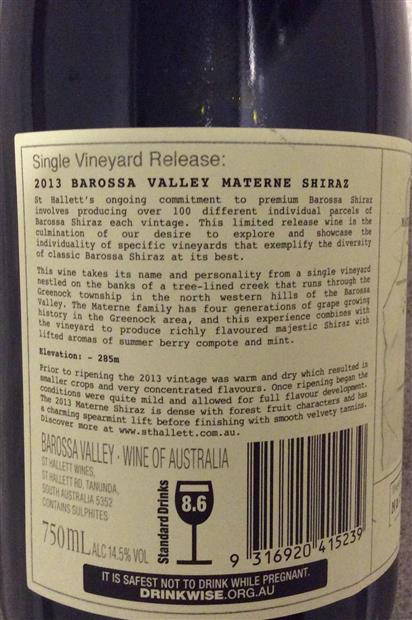 Single Vineyard Release:
2013 BAROSSA VALLEY MATERNE SHIRAZ
St Hallett's ongoing commitment to premium Barossa Shiraz
involves producing over 100 different individual parcels of
Barossa Shiraz each vintage. This limited release wine is the
culmination of our desire to explore and showcase the
individuality of specific vineyards that exemplify the diversity
of classic Barossa Shiraz at its best.
This wine takes its name and personality from a single vineyard
nestled on the banks of a tree-lined creek that runs through the
Greenock township in the north western hills of the Barossa
Valley. The Materne family has four generations of grape growing
history in the Greenock area, and this experience combines with
the vineyard to produce richly flavoured majestic Shiraz with
lifted aromas of summer berry compote and mint.
Elevation: - 285m
Prior to ripening the 2013 vintage was warm and dry which resulted in
smaller crops and very concentrated flavours. Once ripening began the
conditions were quite mild and allowed for full flavour development.
The 2013 Materne Shiraz is dense with forest fruit characters and has
a charming spearmint lift before finishing with smooth velvety tannins.
Discover more at www.sthallett.com.au.
BAROSSA VALLEY · WINE OF AUSTRALIA
ST HALLETT WINES,
ST HALLETT RD, TANUNDA,
SOUTH AUSTRALIA 5352
CONTAINS SULPHITES
750ML ALC 14.5% VOL
Standard Drinks
8.6
9 316920 415239
IT IS SAFEST NOT TO DRINK WHILE PREGNANT.
DRINKWISE.ORG.AU